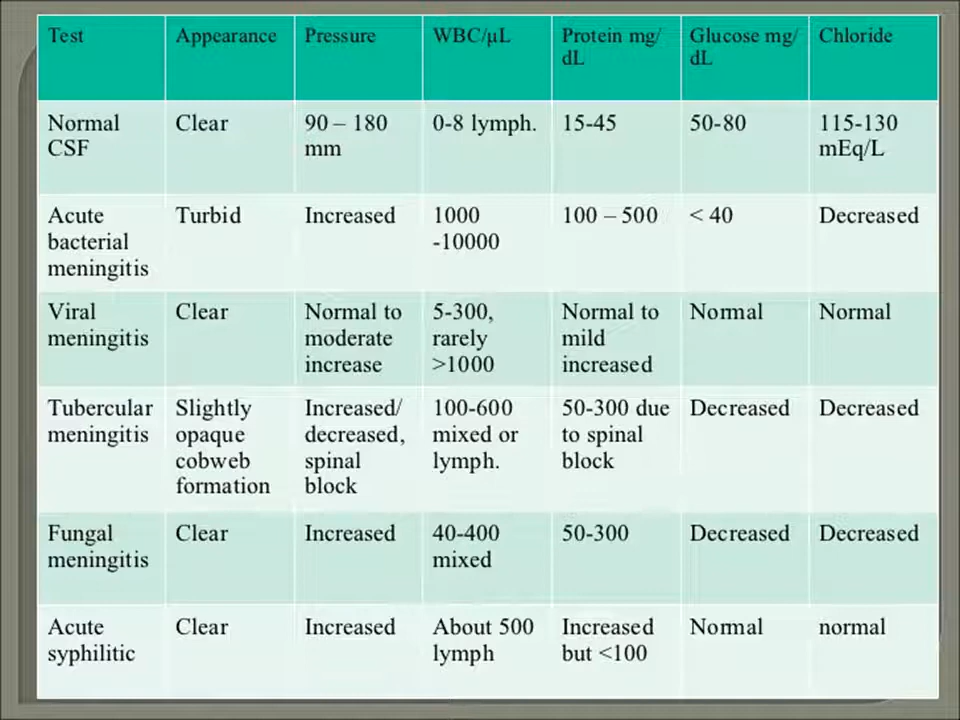 Test
Appearance
Pressure
WBC/µL
Protein mg/
dL
Glucose mg/
dL
Chloride
Normal
CSF
Clear
90 – 180
mm
0-8 lymph.
15-45
50-80
115-130
mEq/L
Acute
bacterial
meningitis
Turbid
Increased
1000
-10000
100 – 500
< 40
Decreased
Viral
meningitis
Clear
Normal to
moderate
increase
5-300,
rarely
>1000
Normal to
mild
increased
Normal
Normal
Tubercular
meningitis
Slightly
opaque
cobweb
formation
Increased/
decreased,
spinal
block
100-600
mixed or
lymph.
50-300 due
to spinal
block
Decreased
Decreased
Fungal
meningitis
Clear
Increased
40-400
mixed
50-300
Decreased
Decreased
Acute
syphilitic
Clear
Increased
About 500
lymph
Increased
but <100
Normal
normal